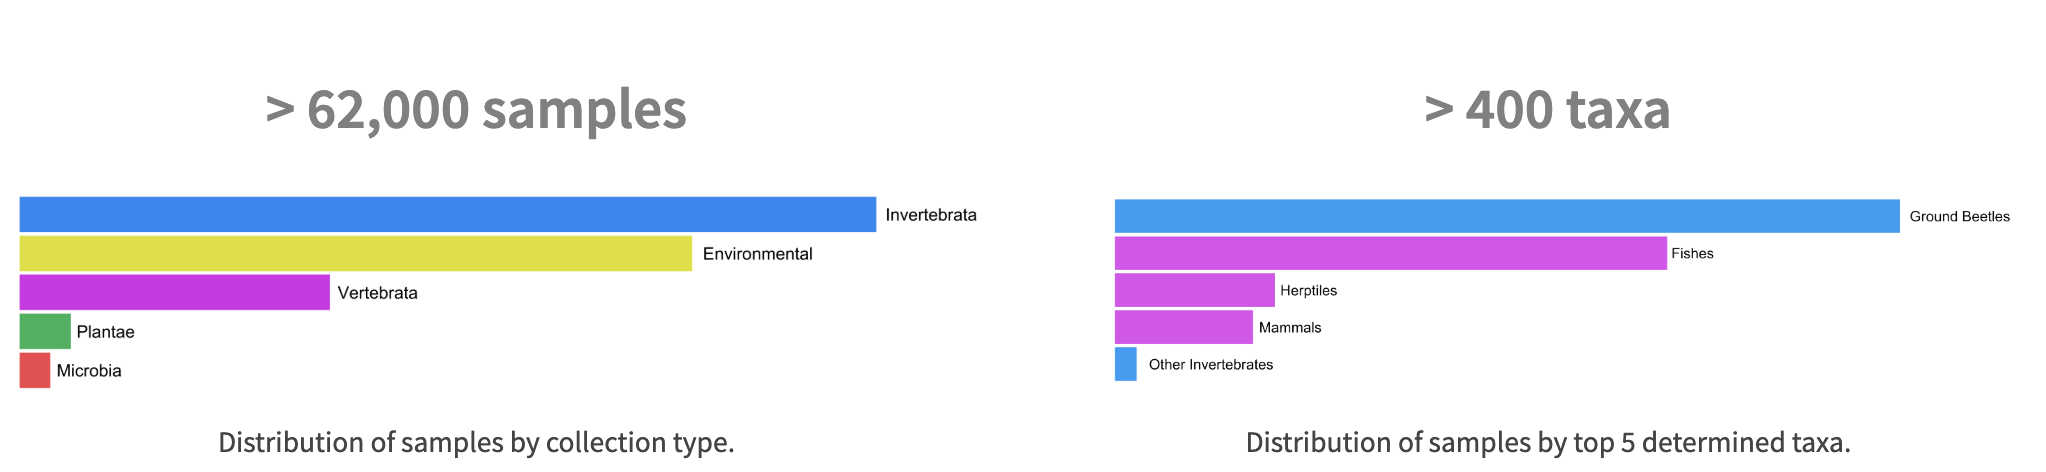 > 62,000 samples
Invertebrata
Environmental
Vertebrata
Plantae
Microbia
Distribution of samples by collection type.
> 400 taxa
Ground Beetles
Fishes
Herptiles
Mammals
Other Invertebrates
Distribution of samples by top 5 determined taxa.